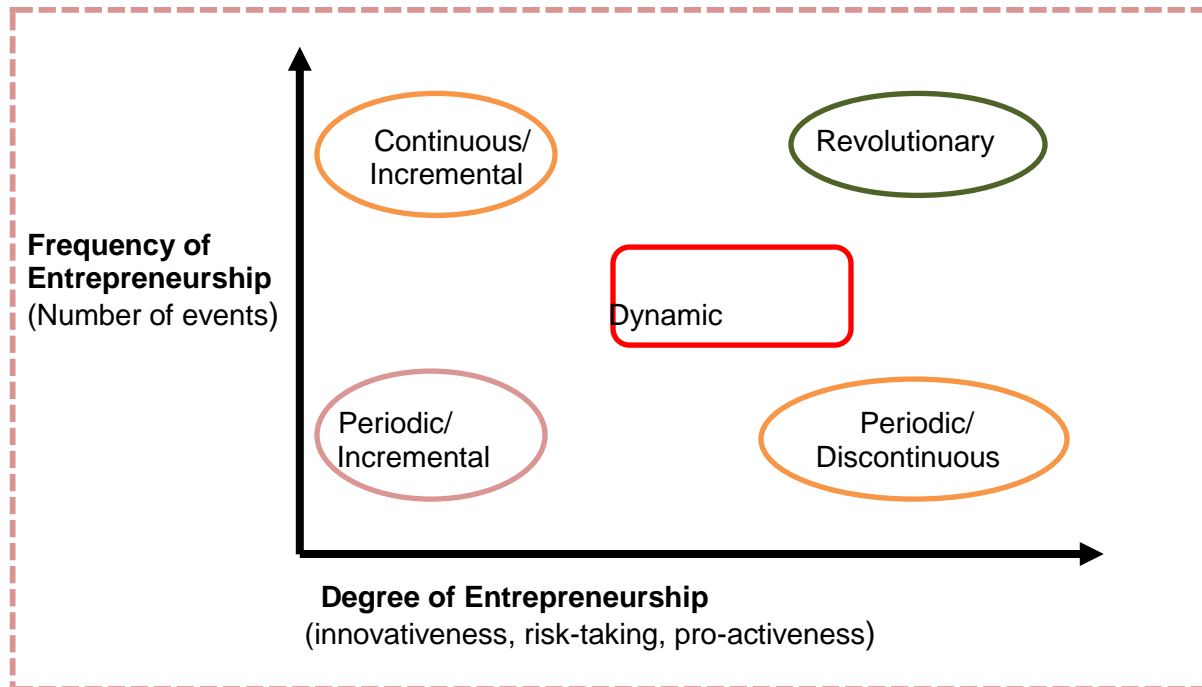 Continuous/
Incremental
Revolutionary
Frequency of
Entrepreneurship
(Number of events)
Dynamic
Periodic/
Incremental
Periodic/
Discontinuous
Degree of Entrepreneurship
(innovativeness, risk-taking, pro-activeness)